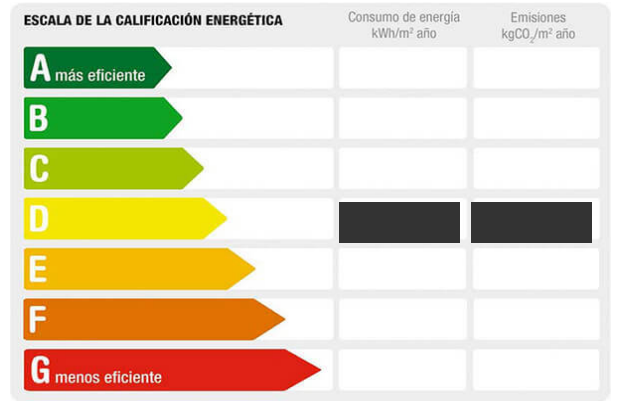 ESCALA DE LA CALIFICACIÓN ENERGÉTICA
Consumo de energía
kWh/m² año
Emisiones
kgCO₂/m² año
A más eficiente
B
C
D
E
F
G menos eficiente